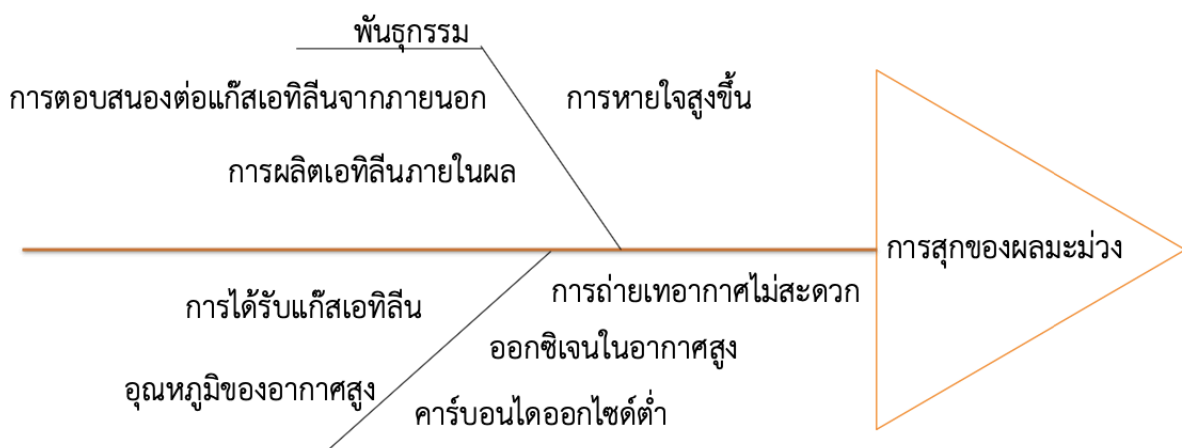 พันธุกรรม
การตอบสนองต่อแก๊สเอทิลีนจากภายนอก
การหายใจสูงขึ้น
การผลิตเอทิลีนภายในผล
การสุกของผลมะม่วง
การได้รับแก๊สเอทิลีน
การถ่ายเทอากาศไม่สะดวก
ออกซิเจนในอากาศสูง
อุณหภูมิของอากาศสูง
คาร์บอนไดออกไซด์ต่ำ